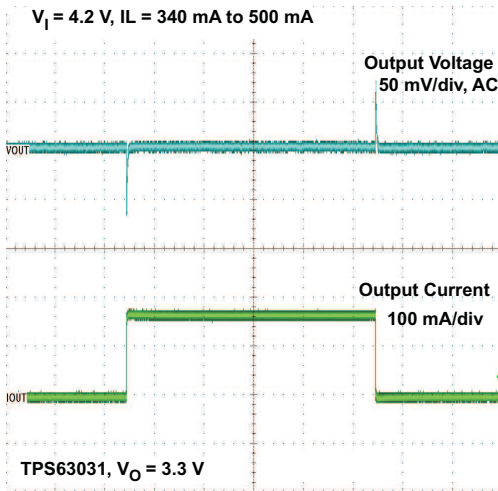 V_I = 4.2 V, IL = 340 mA to 500 mA
Output Voltage
50 mV/div, AC
VOUT
Output Current
100 mA/div
IOUT
TPS63031, V_O = 3.3 V